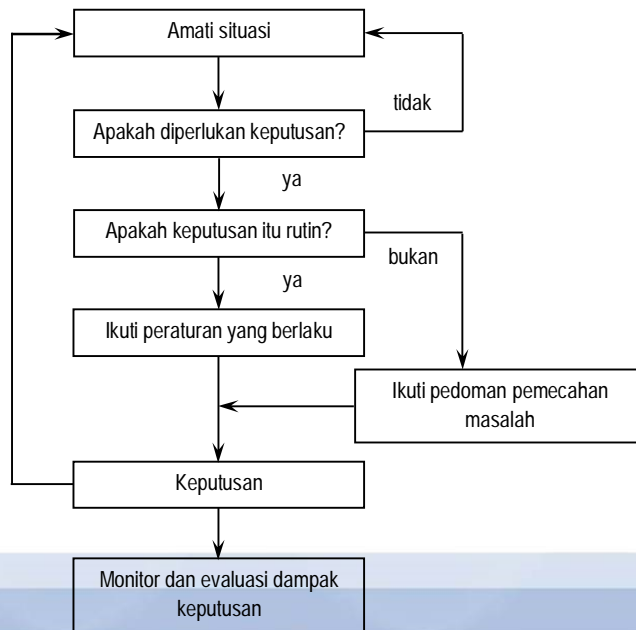 Amati situasi
tidak
Apakah diperlukan keputusan?
ya
Apakah keputusan itu rutin?
bukan
ya
Ikuti peraturan yang berlaku
Ikuti pedoman pemecahan
masalah
Keputusan
Monitor dan evaluasi dampak
keputusan